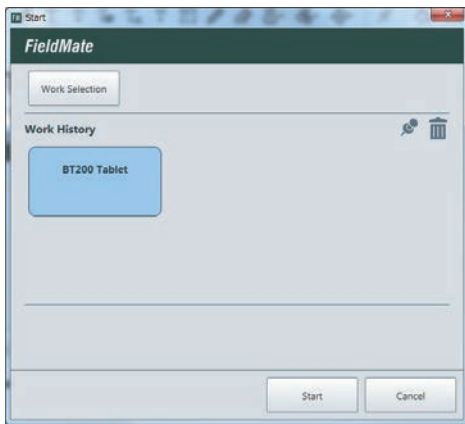 Start
FieldMate
Work Selection
Work History
BT200 Tablet
Start
Cancel